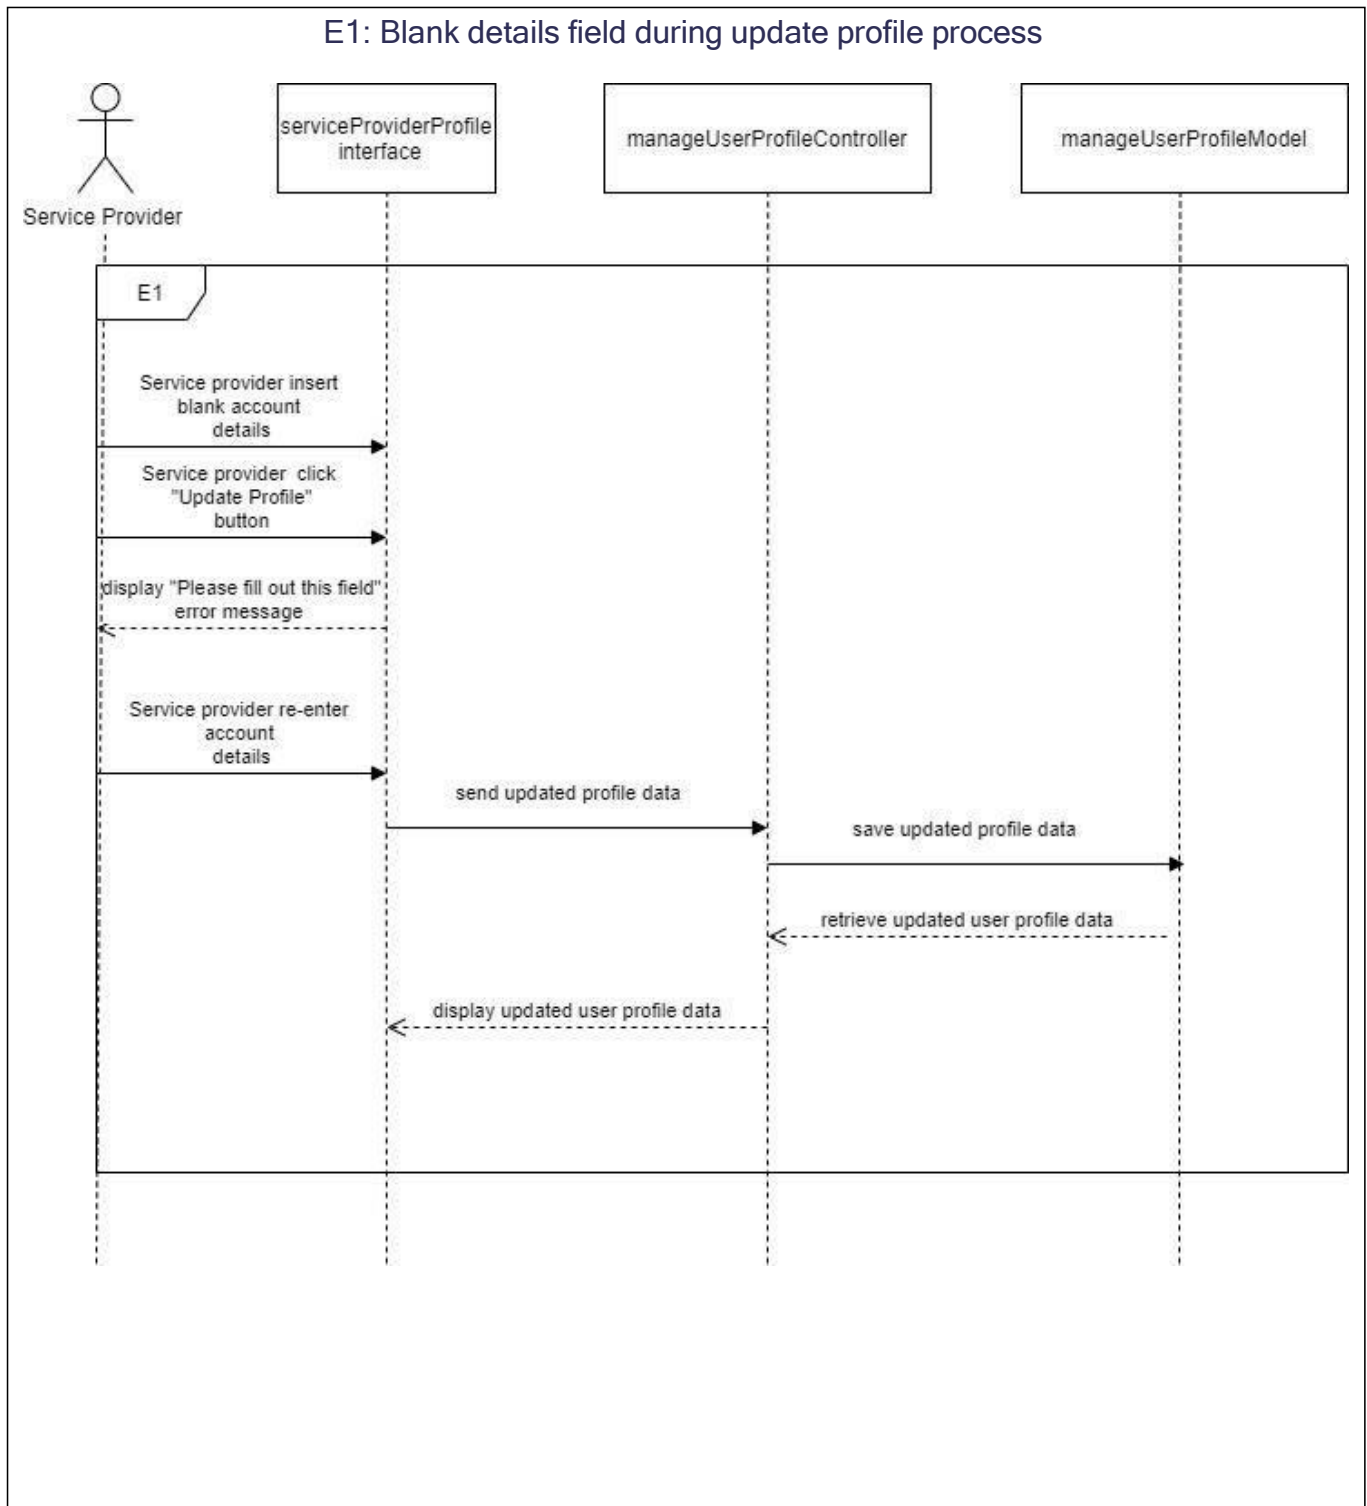 E1: Blank details field during update profile process
serviceProviderProfile
interface
manageUserProfileController
manageUserProfileModel
Service Provider
E1
Service provider insert
blank account
details
Service provider click
"Update Profile"
button
display "Please fill out this field"
error message
Service provider re-enter
account
details
send updated profile data
save updated profile data
retrieve updated user profile data
display updated user profile data